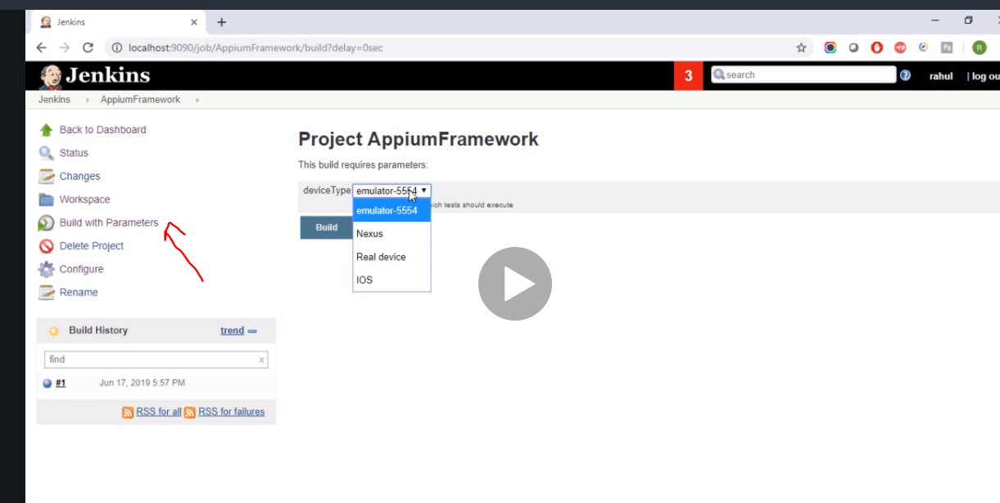 Jenkins
localhost:9090/job/AppiumFramework/build?delay=0sec
Jenkins
3
search
rahul
| log ou
Jenkins
AppiumFramework
Back to Dashboard
Status
Changes
Workspace
Build with Parameters
Delete Project
Configure
Rename
Project AppiumFramework
This build requires parameters:
deviceType
emulator-5554
tests should execute
emulator-5554
Nexus
Real device
IOS
Build
Build History
trend
find
x
#1
Jun 17, 2019 5:57 PM
RSS for all
RSS for failures